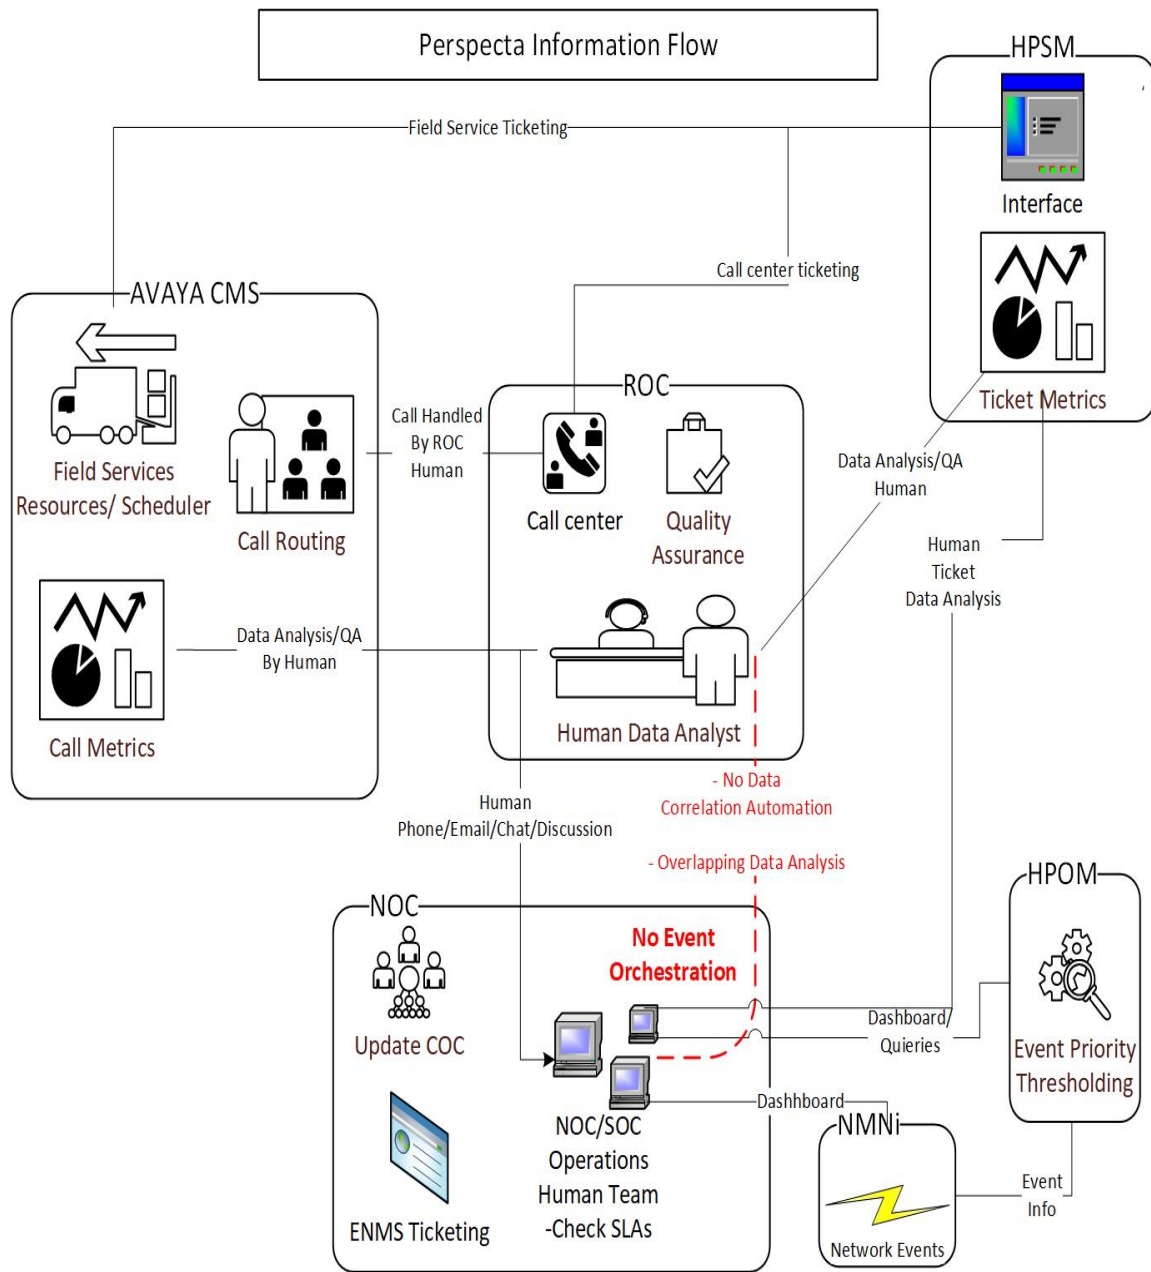 Perspecta Information Flow
HPSM
Field Service Ticketing
Interface
Call center ticketing
AVAYA CMS
ROC
Ticket Metrics
Call Handled
By ROC
Human
Data Analysis/QA
Human
Field Services
Resources/ Scheduler
Call Routing
Call center
Quality
Assurance
Human
Ticket
Data Analysis
Data Analysis/QA
By Human
Call Metrics
Human Data Analyst
- No Data
Correlation Automation
Human
Phone/Email/Chat/Discussion
- Overlapping Data Analysis
HPOM
NOC
No Event
Orchestration
Update COC
Dashboard/
Quieries
Event Priority
Thresholding
Dashhboard
NMNi
NOC/SOC
Operations
Human Team
-Check SLAs
ENMS Ticketing
Event
Info
Network Events